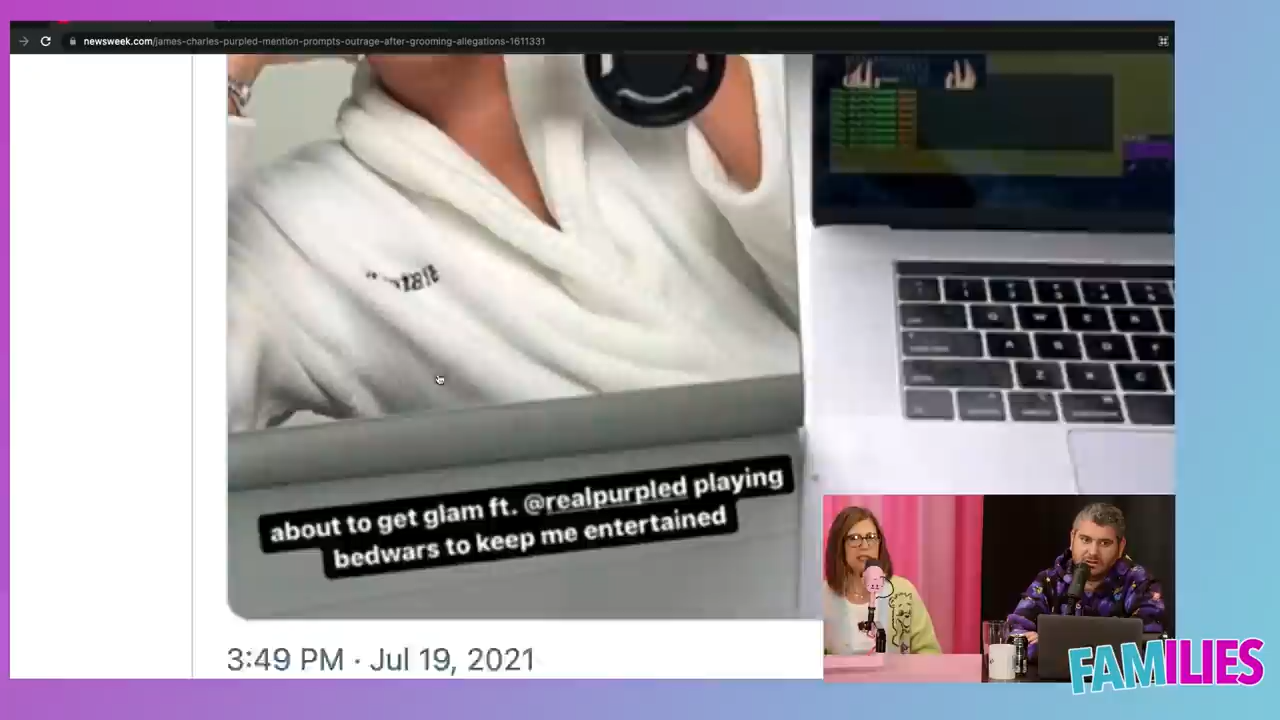 newsweek.com/james-charles-purpled-mention-prompts-outrage-after-grooming-allegations-1611331
about to get glam ft. @realpurpled playing
bedwars to keep me entertained
3:49 PM · Jul 19, 2021
FAMILIES